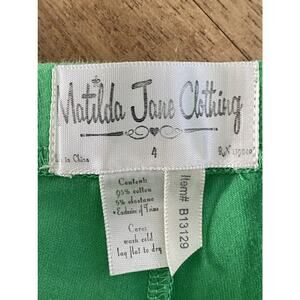 Matilda Jane Clothing
4
in China
Contents
95% cotton
5% elastane
• Exclusive of Trims
Care:
wash cold
lay flat to dry
Item# B13129